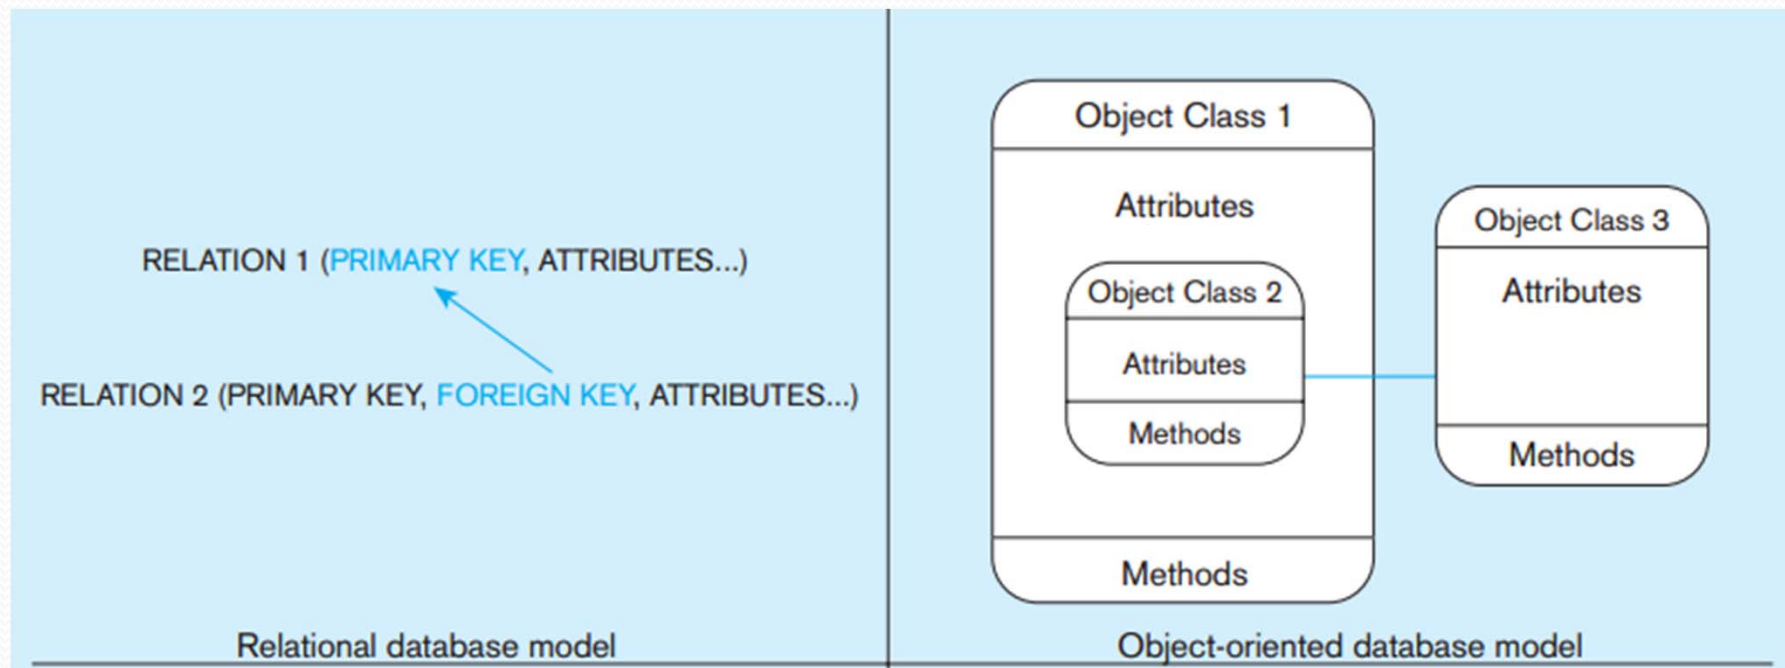 RELATION 1 (PRIMARY KEY, ATTRIBUTES...)
RELATION 2 (PRIMARY KEY, FOREIGN KEY, ATTRIBUTES...)
Relational database model
Object Class 1
Attributes
Object Class 2
Attributes
Methods
Methods
Object Class 3
Attributes
Methods
Object-oriented database model